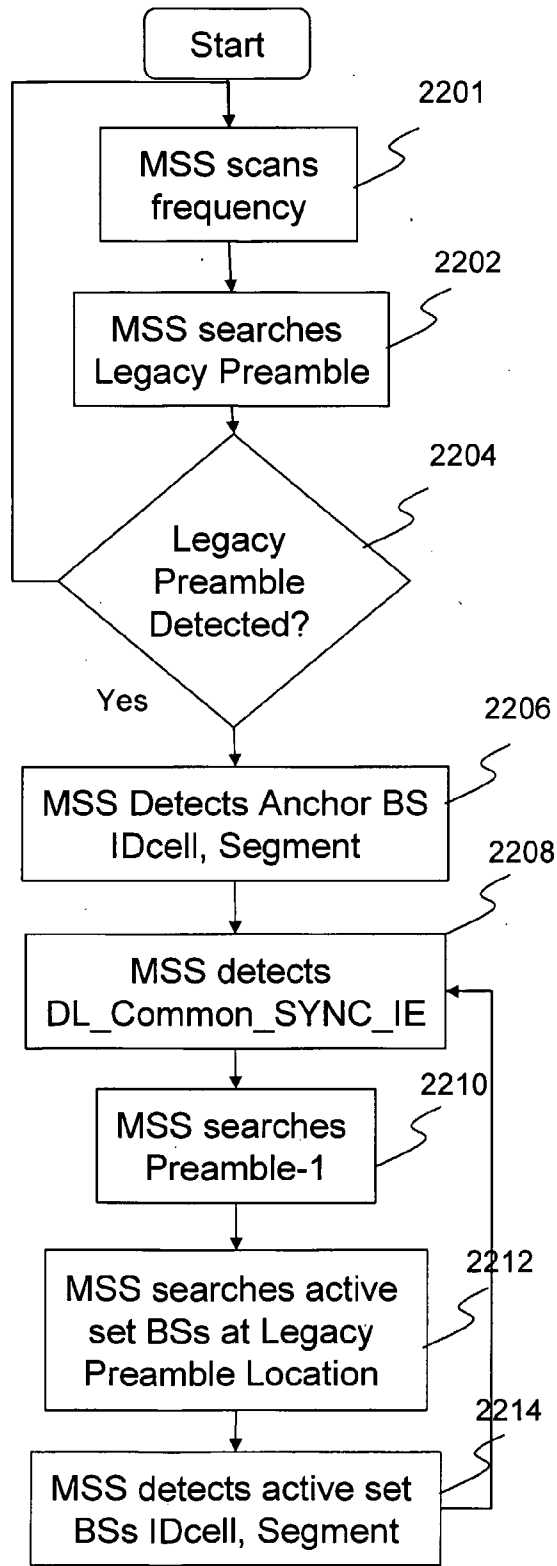 Start
2201
MSS scans
frequency
2202
MSS searches
Legacy Preamble
2204
Legacy
Preamble
Detected?
Yes
2206
MSS Detects Anchor BS
IDcell, Segment
2208
MSS detects
DL_Common_SYNC_IE
2210
MSS searches
Preamble-1
2212
MSS searches active
set BSs at Legacy
Preamble Location
2214
MSS detects active set
BSs IDcell, Segment